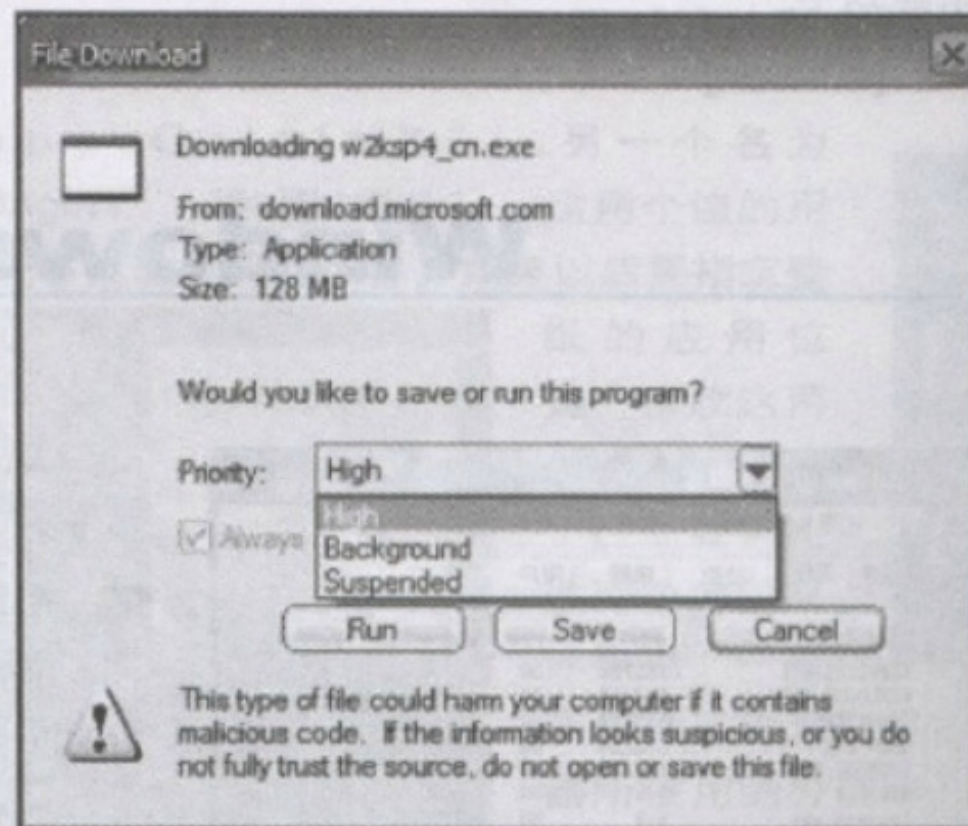 File Download
Downloading w2ksp4_cn.exe
From: download.microsoft.com
Type: Application
Size: 128 MB
Would you like to save or run this program?
Priority: High
High
Always
Background
Suspended
Run Save Cancel
This type of file could harm your computer if it contains
malicious code. If the information looks suspicious, or you do
not fully trust the source, do not open or save this file.